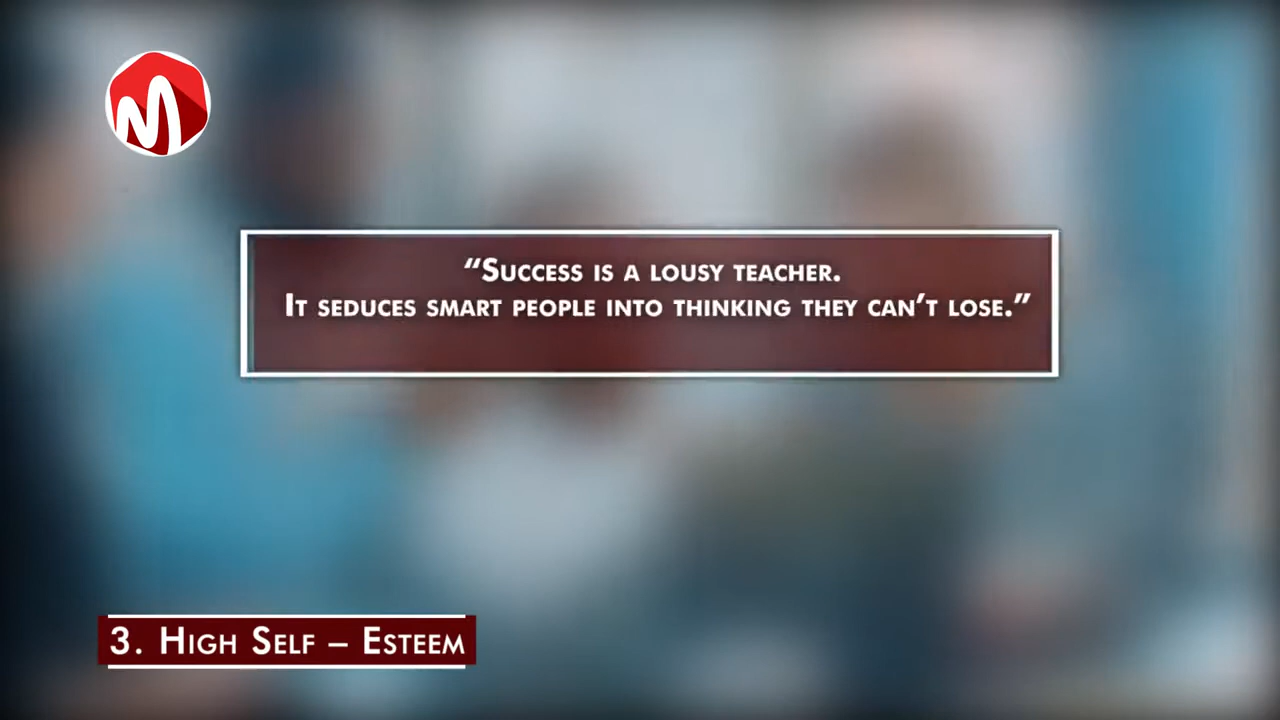 “Success is a lousy teacher.
It seduces smart people into thinking they can’t lose.”
3. High Self – Esteem